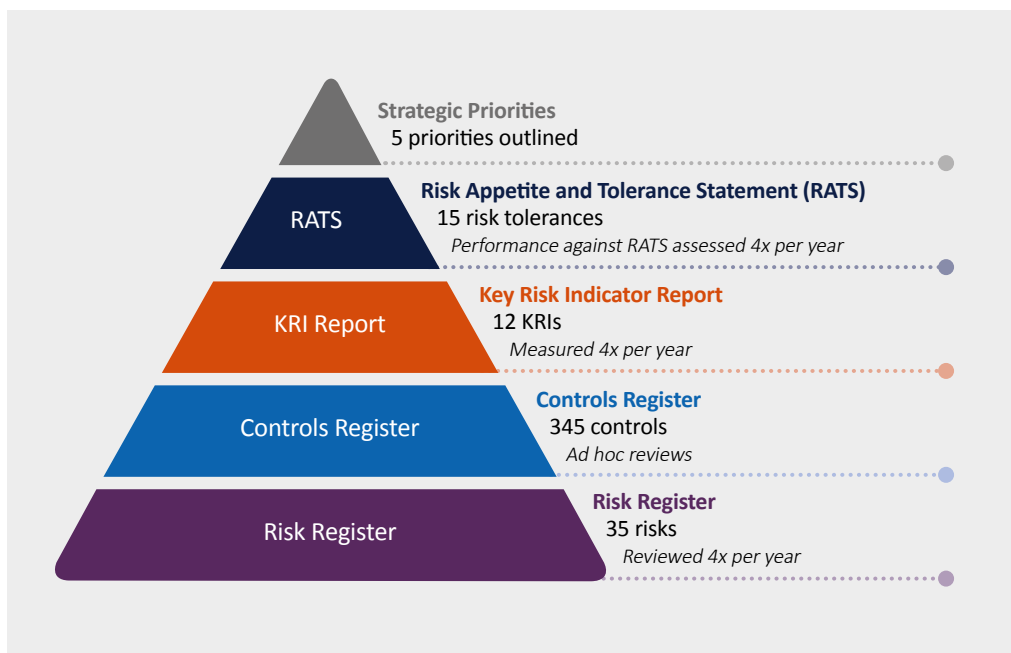 Strategic Priorities
5 priorities outlined
Risk Appetite and Tolerance Statement (RATS)
RATS
15 risk tolerances
Performance against RATS assessed 4x per year
Key Risk Indicator Report
KRI Report
12 KRIs
Measured 4x per year
Controls Register
Controls Register
345 controls
Ad hoc reviews
Risk Register
Risk Register
35 risks
Reviewed 4x per year